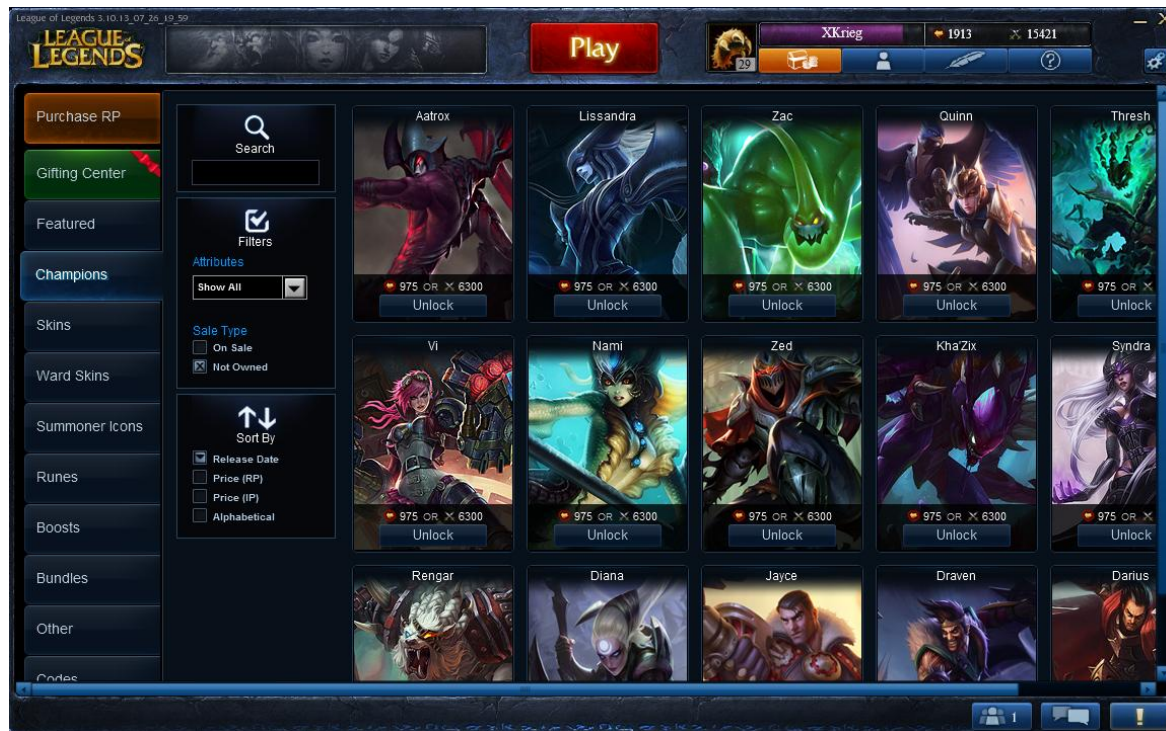 League of Legends 3.10.13_07_26_19_59
LEAGUE of LEGENDS
Play
29
XKrieg
1913
15421
Purchase RP
Gifting Center
Featured
Champions
Skins
Ward Skins
Summoner Icons
Runes
Boosts
Bundles
Other
Codes
Search
Filters
Attributes
Show All
Sale Type
On Sale
Not Owned
Sort By
Release Date
Price (RP)
Price (IP)
Alphabetical
Aatrox
Lissandra
Zac
Quinn
Thresh
975 OR 6300
975 OR 6300
975 OR 6300
975 OR 6300
975 OR
Unlock
Unlock
Unlock
Unlock
Unlock
Vi
Nami
Zed
Kha'Zix
Syndra
975 OR 6300
975 OR 6300
975 OR 6300
975 OR 6300
975 OR
Unlock
Unlock
Unlock
Unlock
Unlock
Rengar
Diana
Jayce
Draven
Darius
1